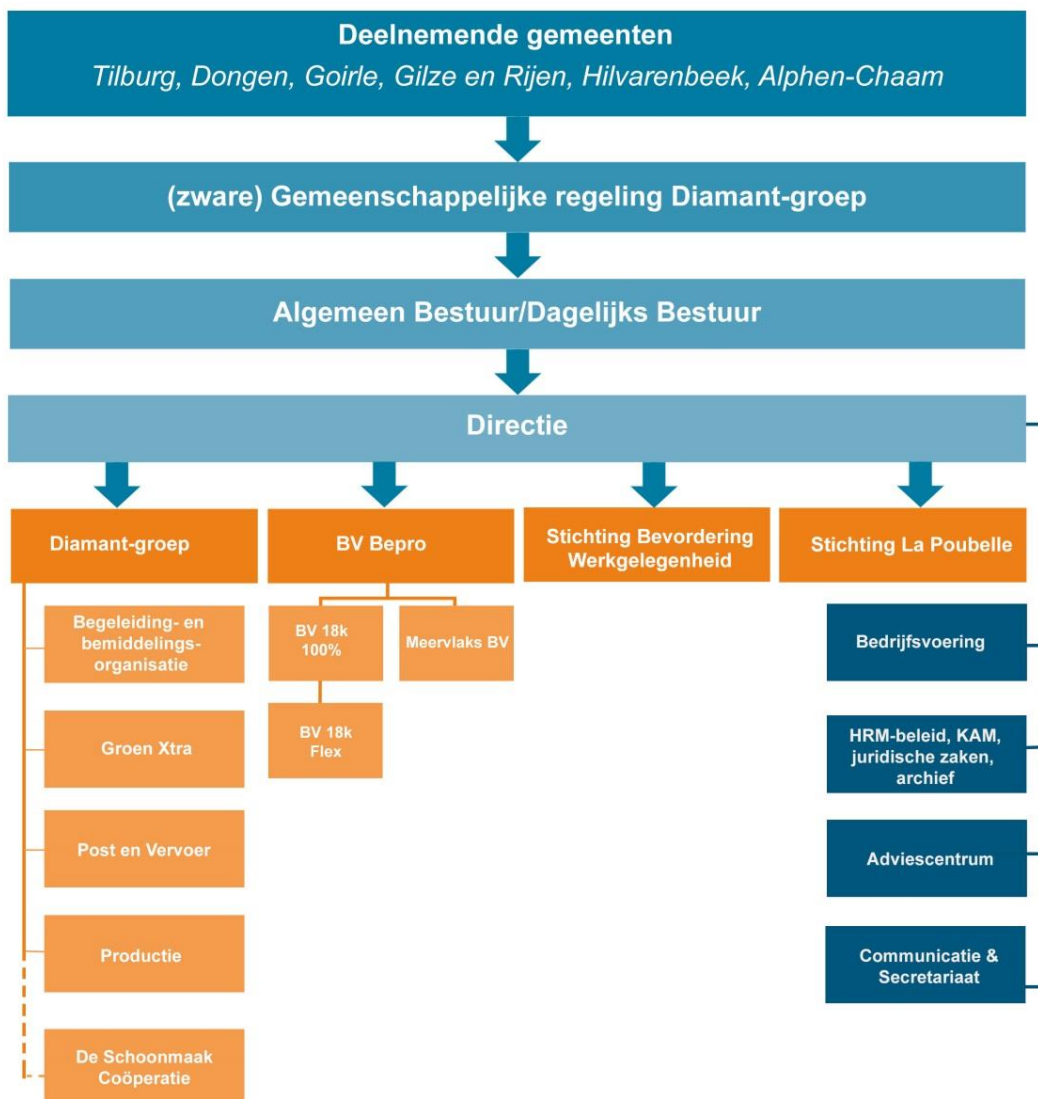 Deelnemende gemeenten
Tilburg, Dongen, Goirle, Gilze en Rijen, Hilvarenbeek, Alphen-Chaam
(zware) Gemeenschappelijke regeling Diamant-groep
Algemeen Bestuur/Dagelijks Bestuur
Directie
Diamant-groep
BV Bepro
Stichting Bevordering
Werkgelegenheid
Stichting La Poubelle
Begeleiding- en
bemiddelings-
organisatie
Groen Xtra
Post en Vervoer
Productie
De Schoonmaak
Coöperatie
BV 18k
100%
Meervlaks BV
BV 18k
Flex
Bedrijfsvoering
HRM-beleid, KAM,
juridische zaken,
archief
Adviescentrum
Communicatie &
Secretariaat